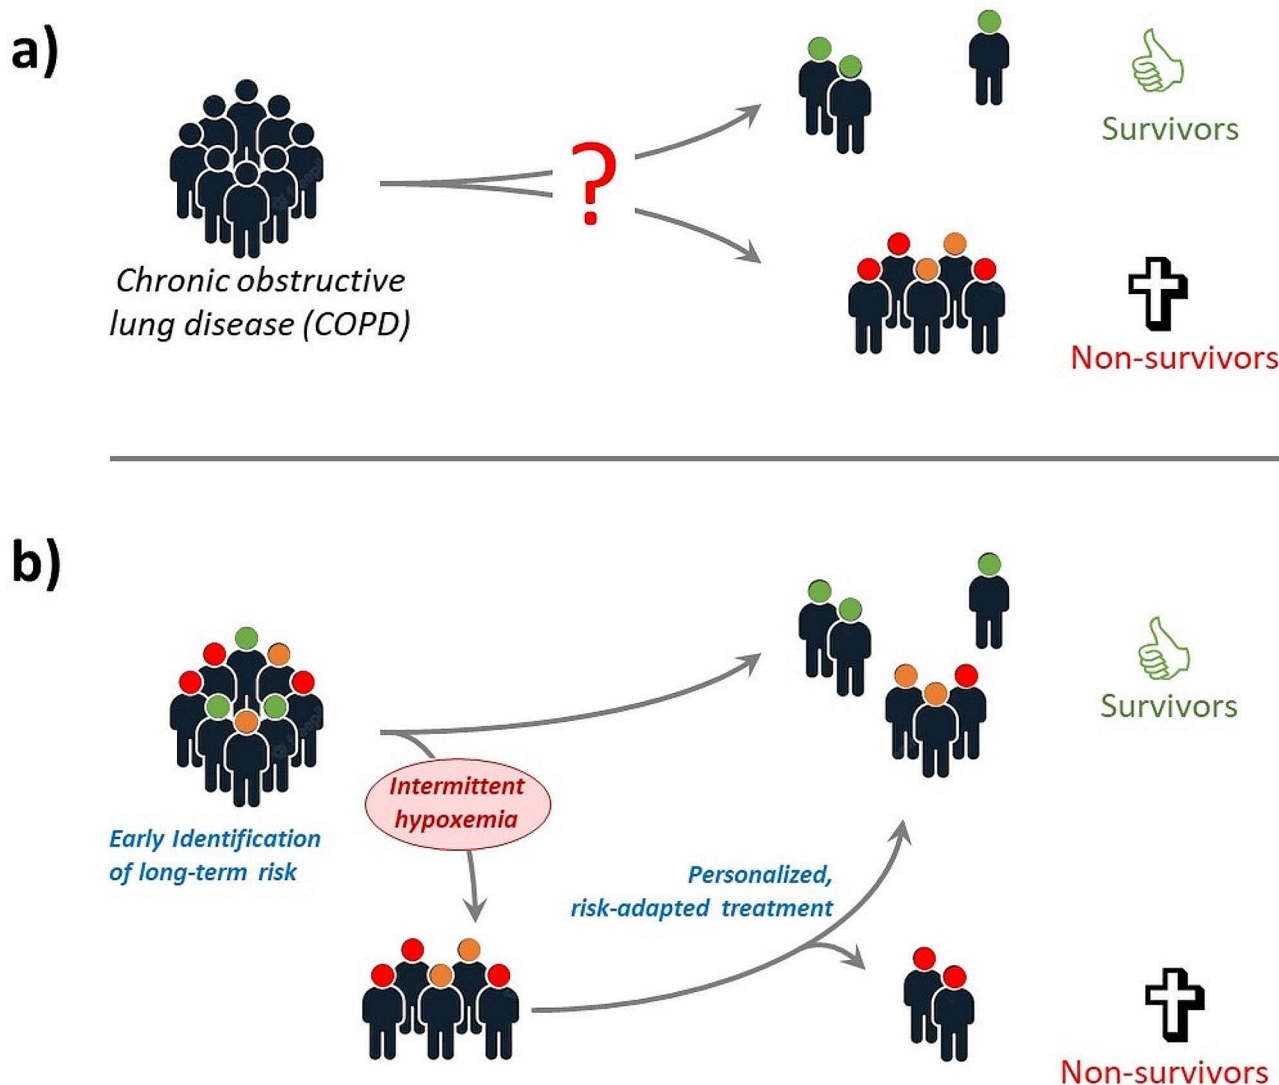 a)
Survivors
?
Chronic obstructive
lung disease (COPD)
Non-survivors
b)
Survivors
Intermittent
hypoxemia
Early Identification
of long-term risk
Personalized,
risk-adapted treatment
Non-survivors